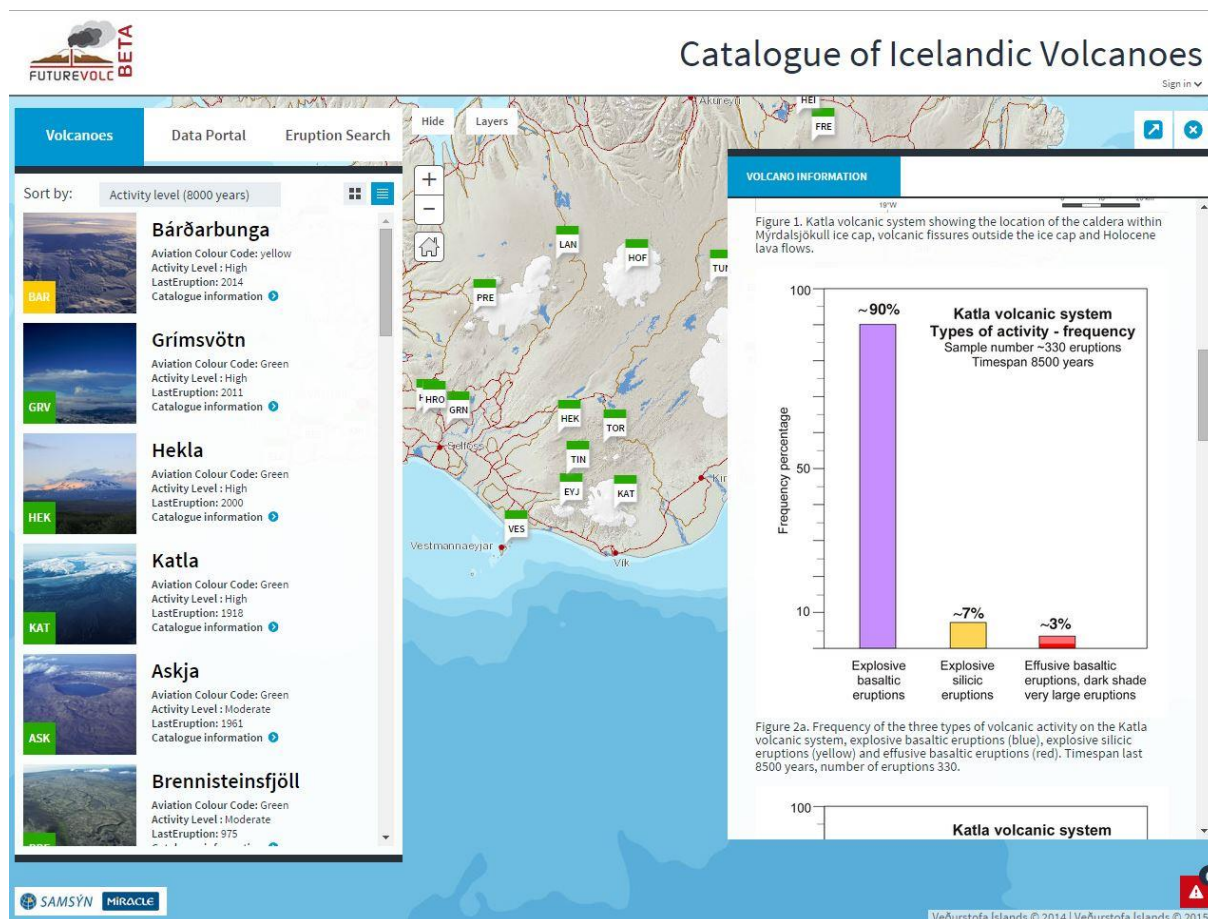 FUTUREVOLC
BETA
Catalogue of Icelandic Volcanoes
Sign in
Volcanoes
Data Portal
Eruption Search
Sort by:
Activity level (8000 years)
Bárðarbunga
Aviation Colour Code: yellow
Activity Level : High
LastEruption: 2014
Catalogue information
BAR
Grímsvötn
Aviation Colour Code: Green
Activity Level : High
LastEruption: 2011
Catalogue information
GRV
Hekla
Aviation Colour Code: Green
Activity Level : High
LastEruption: 2000
Catalogue information
HEK
Katla
Aviation Colour Code: Green
Activity Level : High
LastEruption: 1918
Catalogue information
KAT
Askja
Aviation Colour Code: Green
Activity Level : Moderate
LastEruption: 1961
Catalogue information
ASK
Brennisteinsfjöll
Aviation Colour Code: Green
Activity Level : Moderate
LastEruption: 975
SAMSÝN
MIRACLE
Hide
Layers
+
−
Akureyri
HEI
FRE
LAN
HOF
TUN
PRE
HRO
GRN
HEK
TOR
Selfoss
TIN
EYJ
KAT
VES
Vestmannaeyjar
Vík
VOLCANO INFORMATION
19°W
Figure 1. Katla volcanic system showing the location of the caldera within
Mýrdalsjökull ice cap, volcanic fissures outside the ice cap and Holocene
lava flows.
100
~90%
Katla volcanic system
Types of activity - frequency
Sample number ~330 eruptions
Timespan 8500 years
Frequency percentage
50
10
~7%
~3%
Explosive
basaltic
eruptions
Explosive
silicic
eruptions
Effusive basaltic
eruptions, dark shade
very large eruptions
Figure 2a. Frequency of the three types of volcanic activity on the Katla
volcanic system, explosive basaltic eruptions (blue), explosive silicic
eruptions (yellow) and effusive basaltic eruptions (red). Timespan last
8500 years, number of eruptions 330.
100
Katla volcanic system
Veðurstofa Íslands © 2014 | Veðurstofa Íslands © 2015